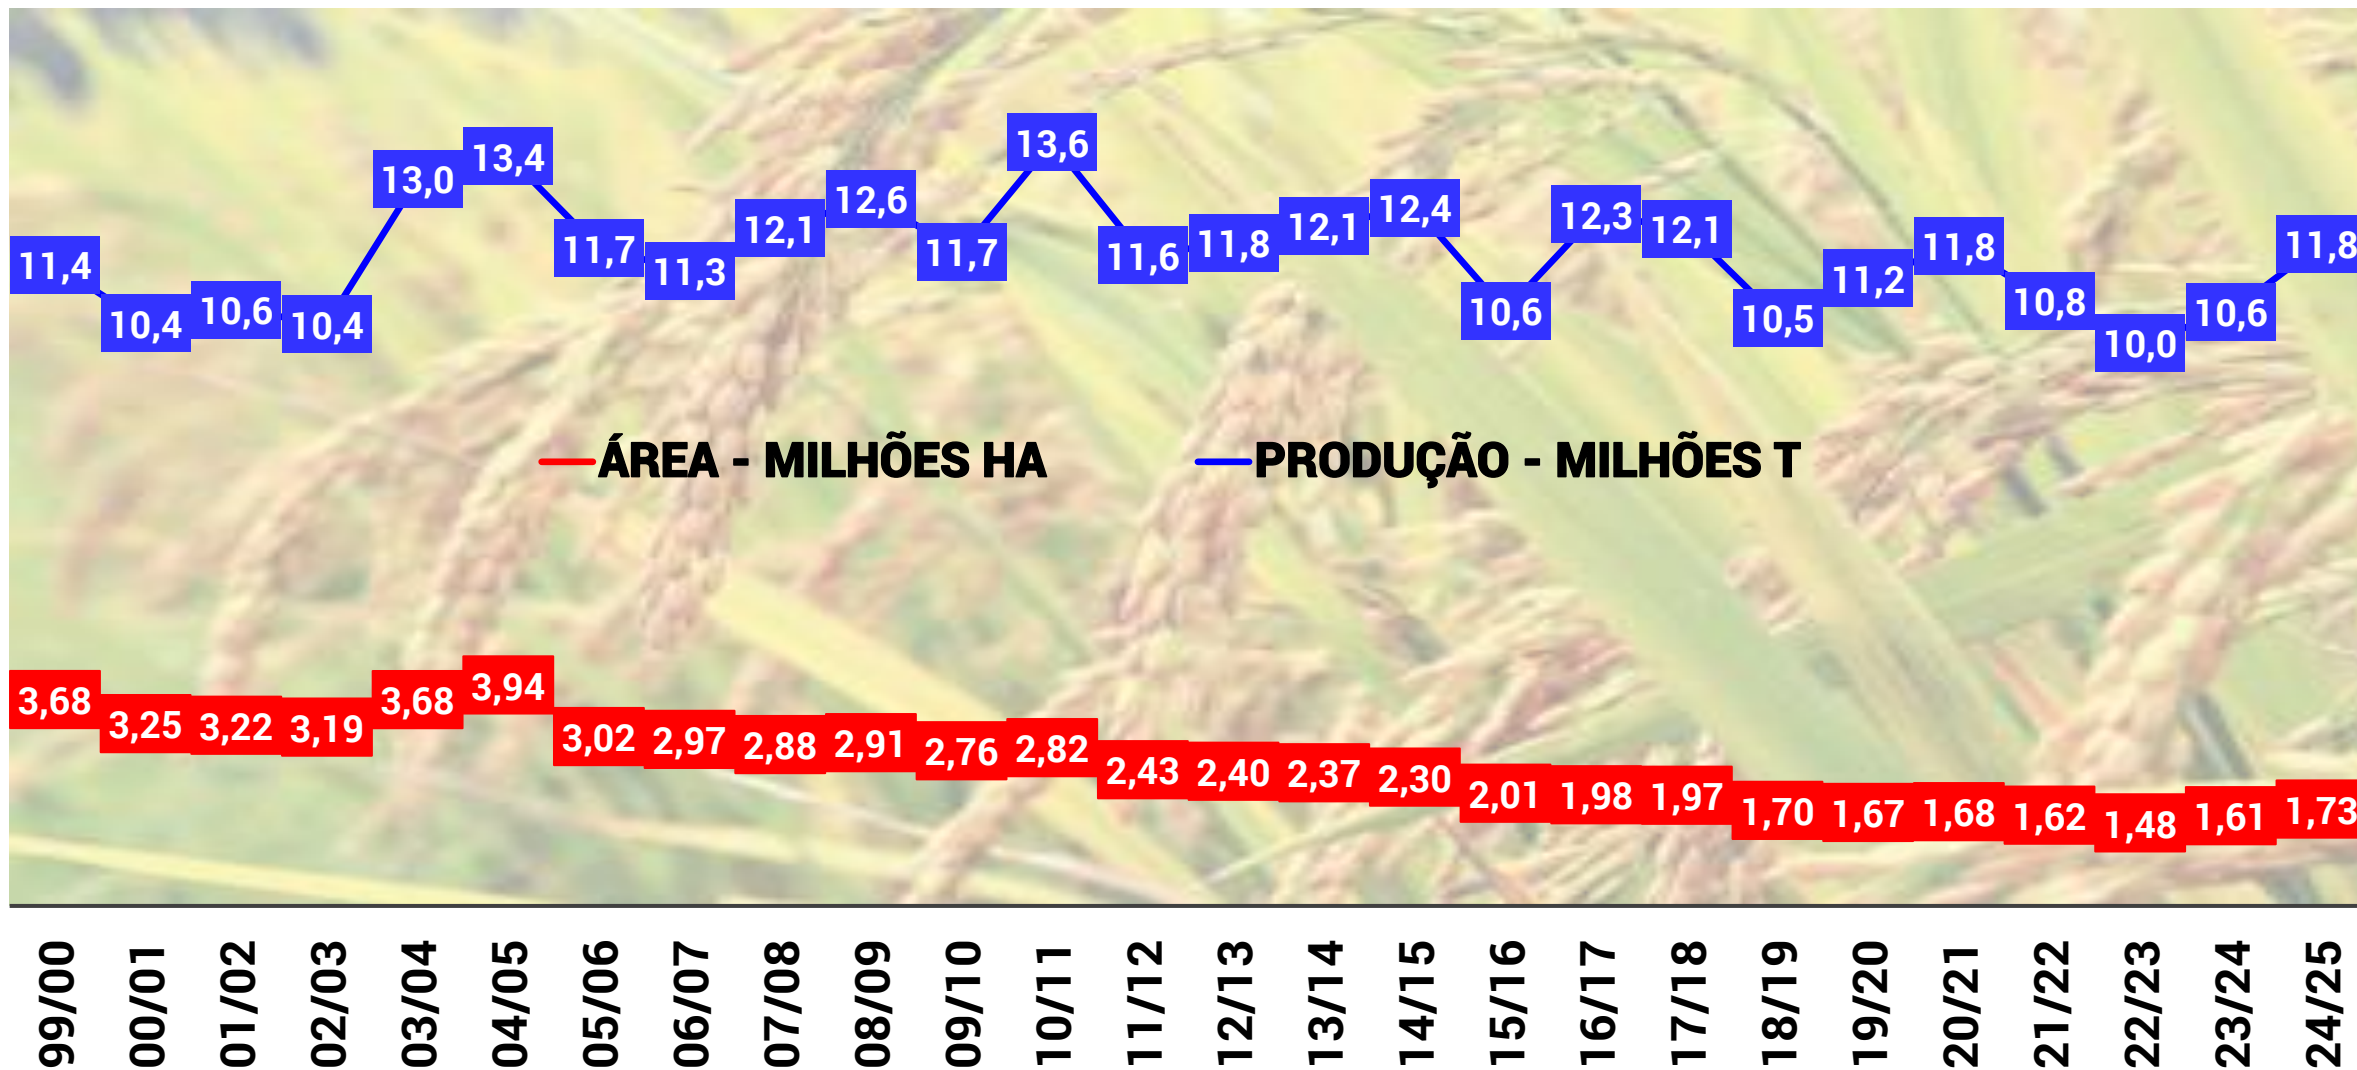 11,4 10,4 10,6 10,4 13,0 13,4 11,7 11,3 12,1 12,6 11,7 13,6 11,6 11,8 12,1 12,4 10,6 12,3 12,1 10,5 11,2 11,8 10,8 10,0 10,6 11,8
ÁREA - MILHÕES HA PRODUÇÃO - MILHÕES T
3,68 3,25 3,22 3,19 3,68 3,94 3,02 2,97 2,88 2,91 2,76 2,82 2,43 2,40 2,37 2,30 2,01 1,98 1,97 1,70 1,67 1,68 1,62 1,48 1,61 1,73
99/00 00/01 01/02 02/03 03/04 04/05 05/06 06/07 07/08 08/09 09/10 10/11 11/12 12/13 13/14 14/15 15/16 16/17 17/18 18/19 19/20 20/21 21/22 22/23 23/24 24/25